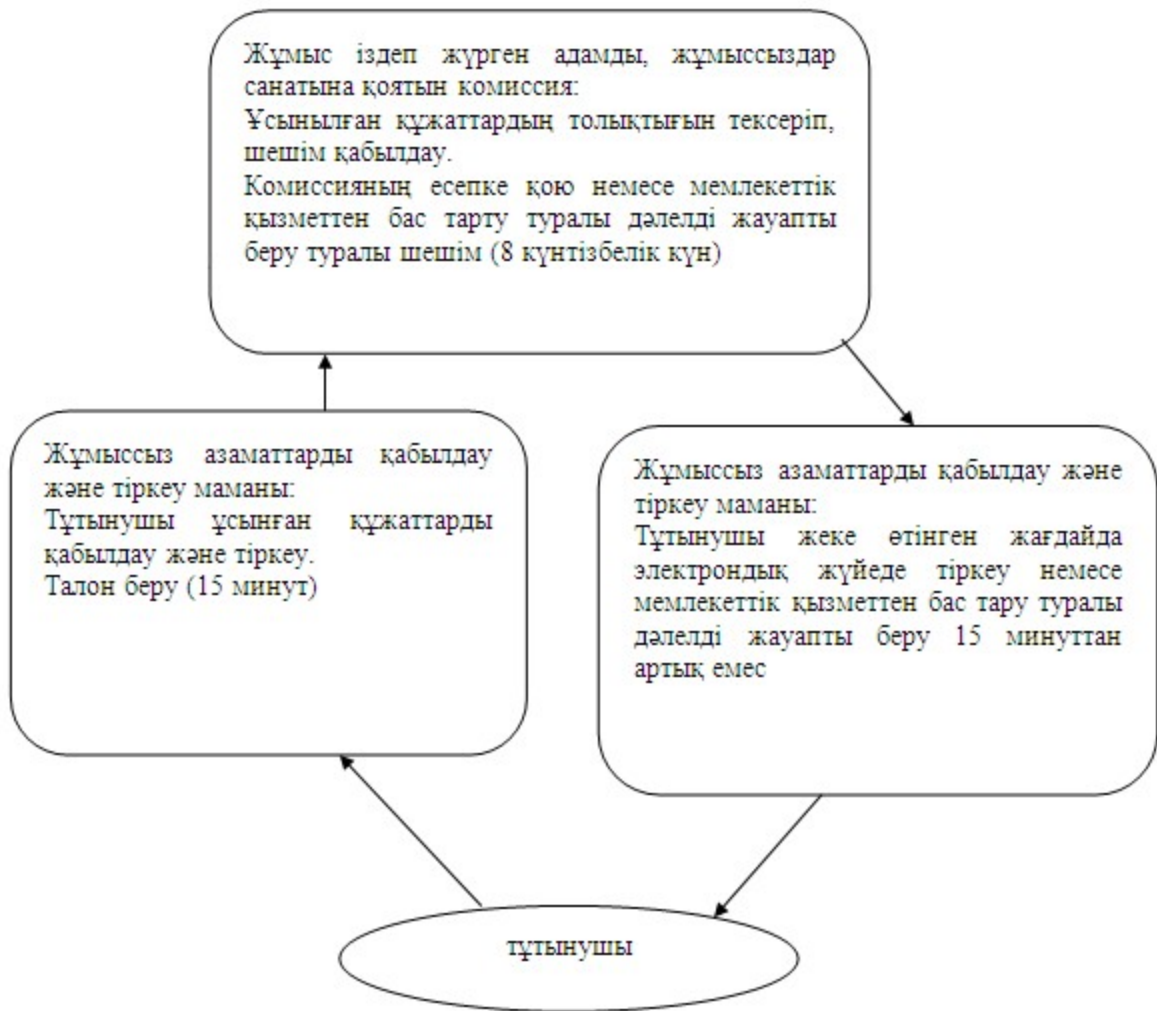 Жұмыс іздеп жүрген адамды, жұмыссыздар
санатына қоятын комиссия:
Ұсынылған құжаттардың толықтығын тексеріп,
шешім қабылдау.
Комиссияның есепке қою немесе мемлекеттік
қызметтен бас тарту туралы дәлелді жауапты
беру туралы шешім (8 күнтізбелік күн)
Жұмыссыз азаматтарды қабылдау
және тіркеу маманы:
Тұтынушы ұсынған құжаттарды
қабылдау және тіркеу.
Талон беру (15 минут)
Жұмыссыз азаматтарды қабылдау және
тіркеу маманы:
Тұтынушы жеке өтінген жағдайда
электрондық жүйеде тіркеу немесе
мемлекеттік қызметтен бас тару туралы
дәлелді жауапты беру 15 минуттан
артық емес
тұтынушы